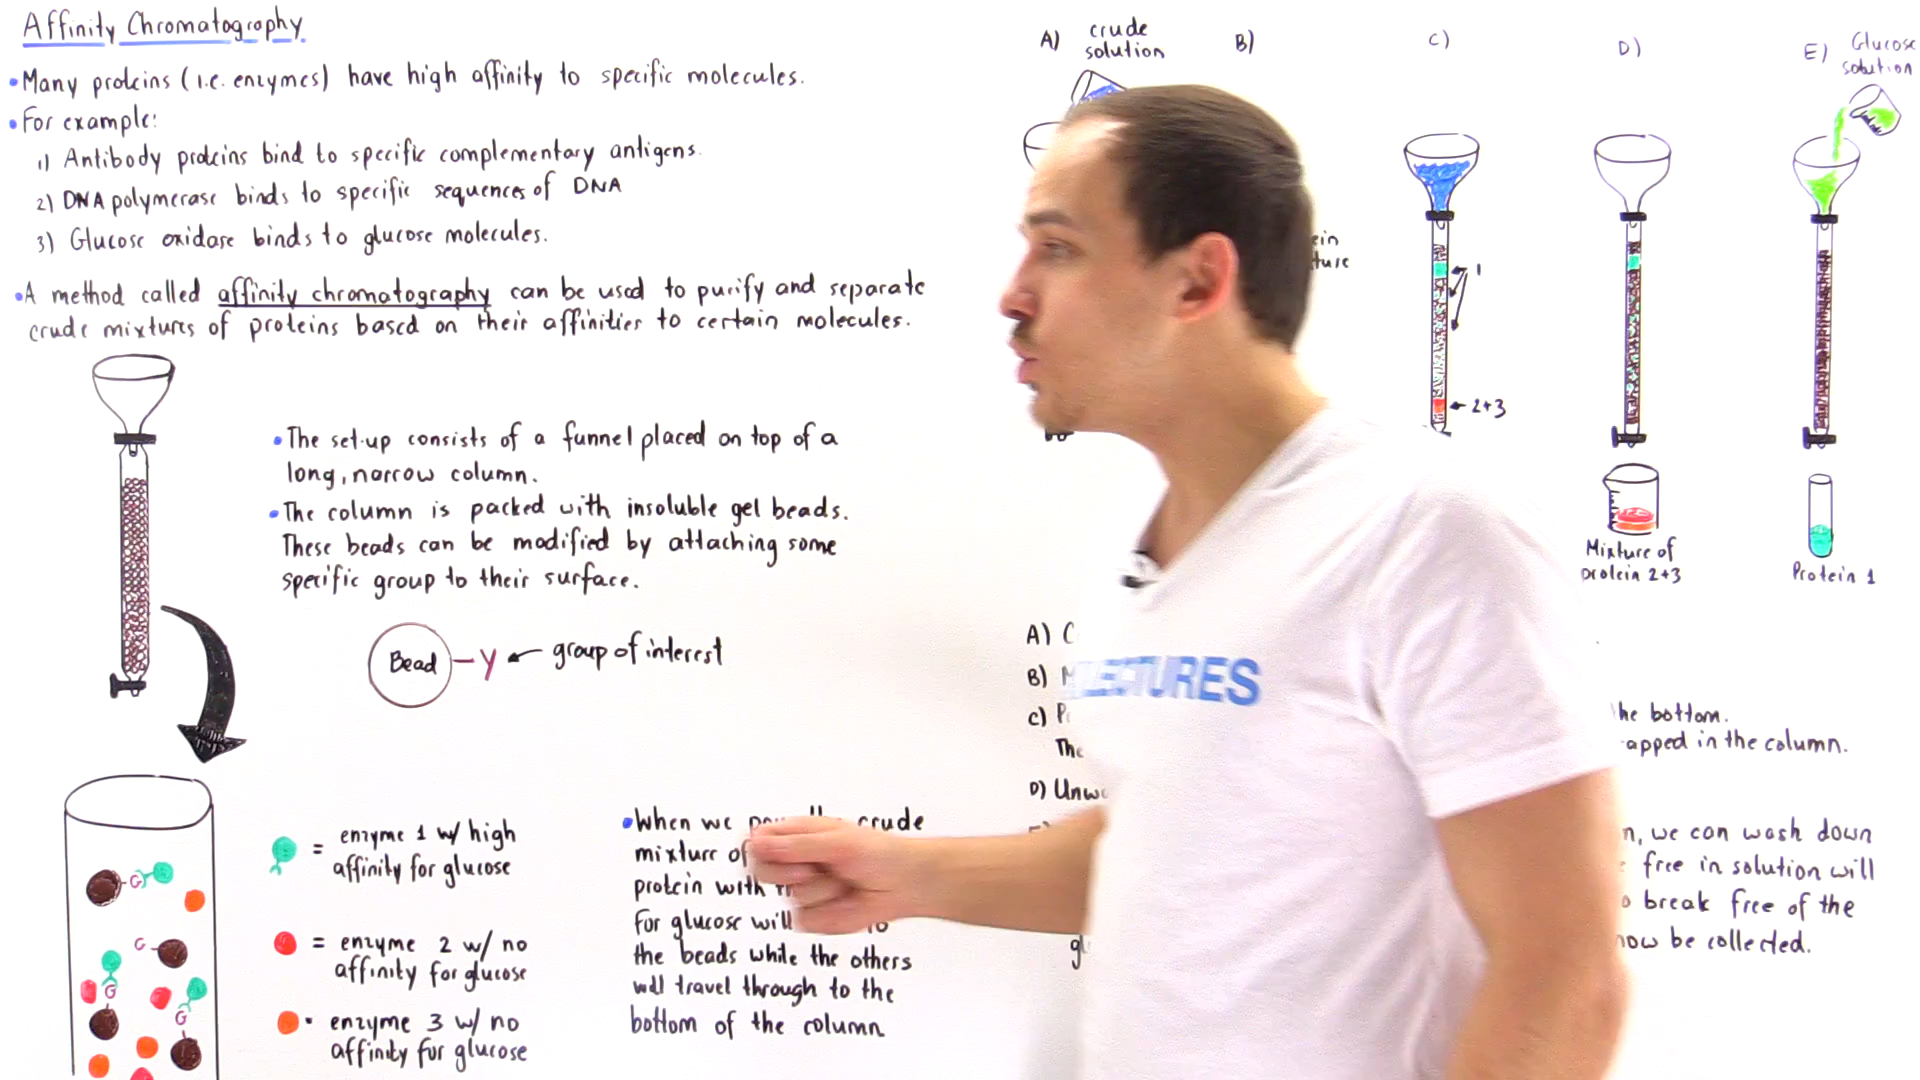 Affinity Chromatography
• Many proteins (i.e. enzymes) have high affinity to specific molecules.
• For example:
1) Antibody proteins bind to specific complementary antigens.
2) DNA polymerase binds to specific sequences of DNA
3) Glucose oxidase binds to glucose molecules.
• A method called affinity chromatography can be used to purify and separate
crude mixtures of proteins based on their affinities to certain molecules.
• The set-up consists of a funnel placed on top of a
long, narrow column.
• The column is packed with insoluble gel beads.
These beads can be modified by attaching some
specific group to their surface.
Bead - Y ← group of interest
= enzyme 1 w/ high
affinity for glucose
= enzyme 2 w/ no
affinity for glucose
= enzyme 3 w/ no
affinity for glucose
G
G
G
G
• When we crude
mixture of
protein with
for glucose will
the beads while the others
will travel through to the
bottom of the column
A) crude
solution
B)
C)
D)
E) Glucose
solution
1
2+3
Mixture of
protein 2+3
Protein 1
A)
B)
C)
The
D)
the bottom.
in the column.
we can wash down
free in solution will
break free of the
now be collected.
LECTURES